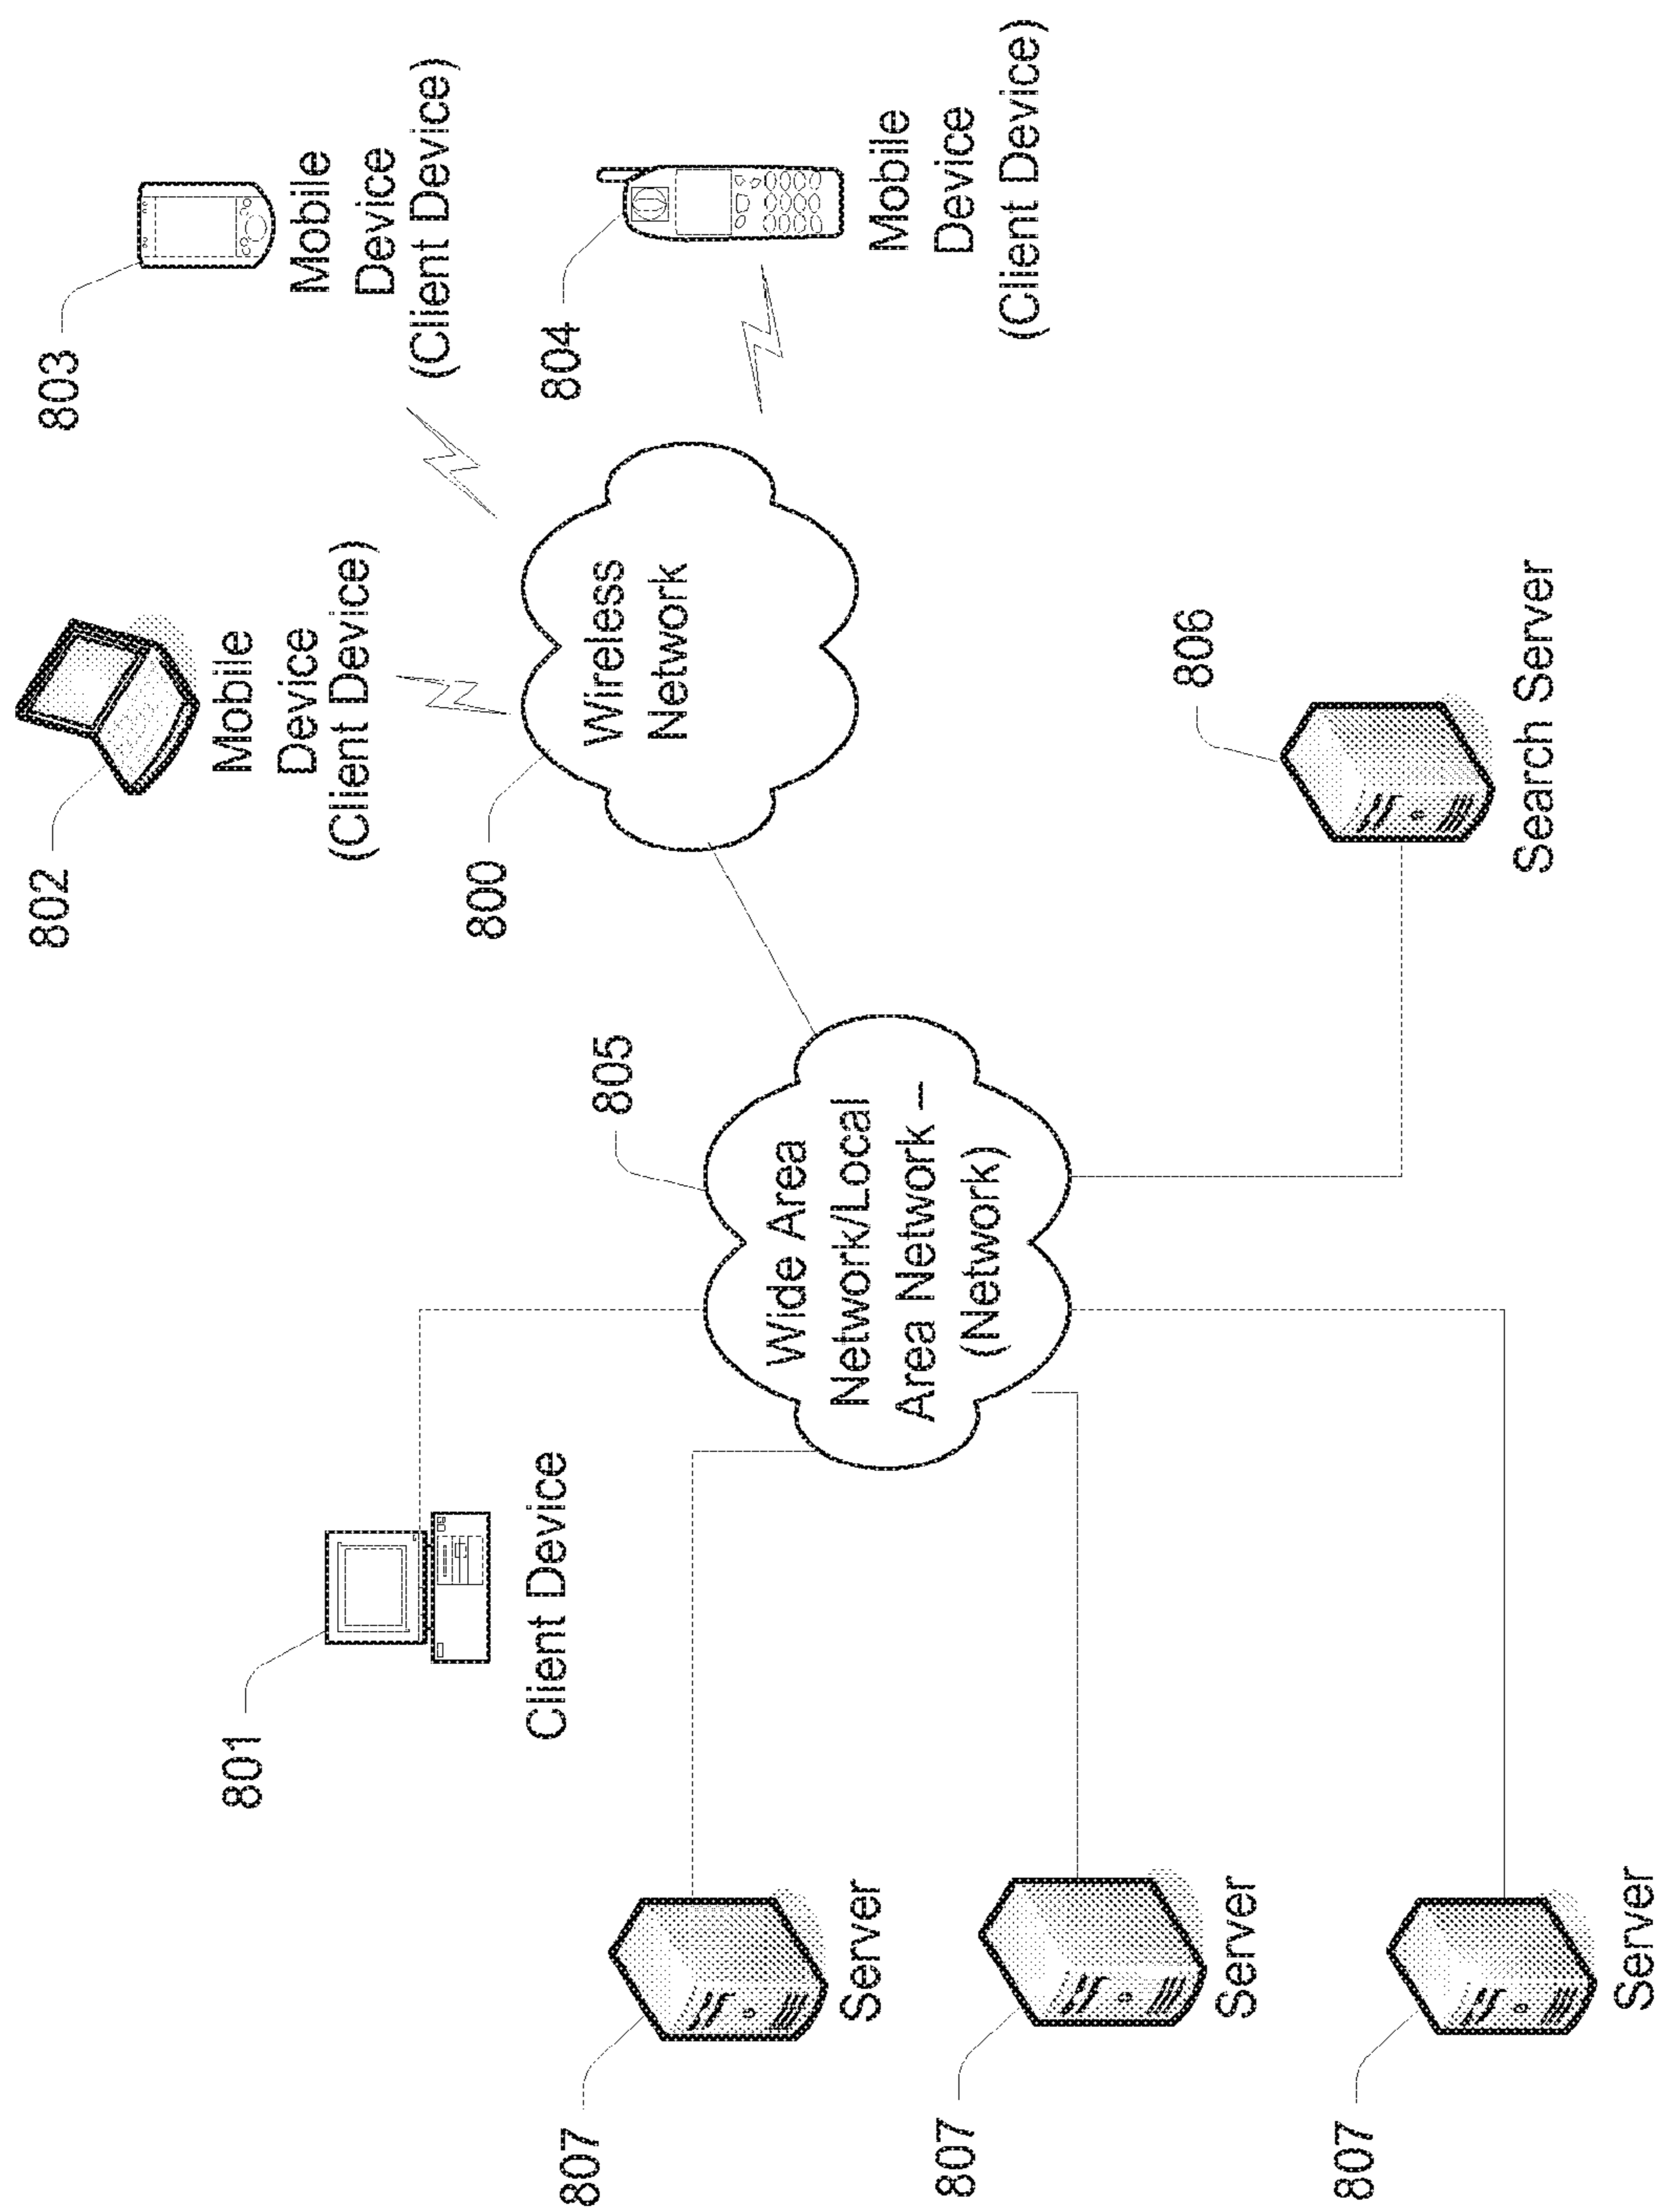 802
Mobile
Device
(Client Device)
803
Mobile
Device
(Client Device)
801
Client Device
800
Wireless
Network
804
Mobile
Device
(Client Device)
805
Wide Area
Network/Local
Area Network –
(Network)
807
Server
807
Server
806
Search Server
807
Server